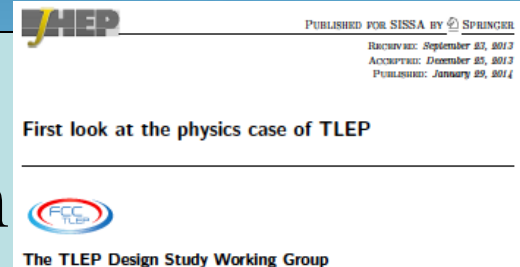 JHEP
PUBLISHED FOR SISSA BY SPRINGER
RECEIVED: September 23, 2013
ACCEPTED: December 25, 2013
PUBLISHED: January 29, 2014
First look at the physics case of TLEP
n
FCC
TLEP
The TLEP Design Study Working Group